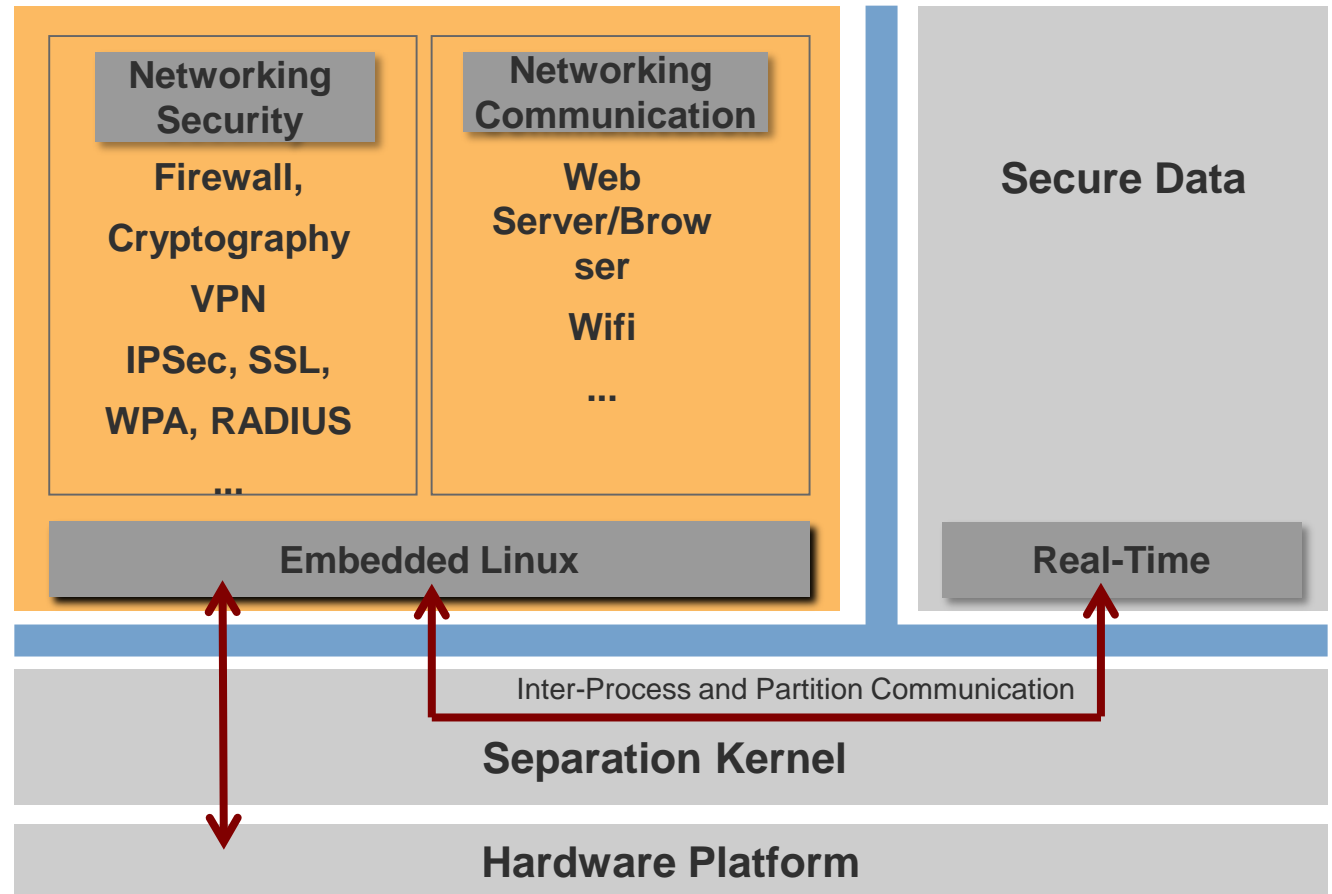 Networking
Security
Firewall,
Cryptography
VPN
IPSec, SSL,
WPA, RADIUS
...
Networking
Communication
Web
Server/Brow
ser
Wifi
...
Secure Data
Embedded Linux
Real-Time
Inter-Process and Partition Communication
Separation Kernel
Hardware Platform